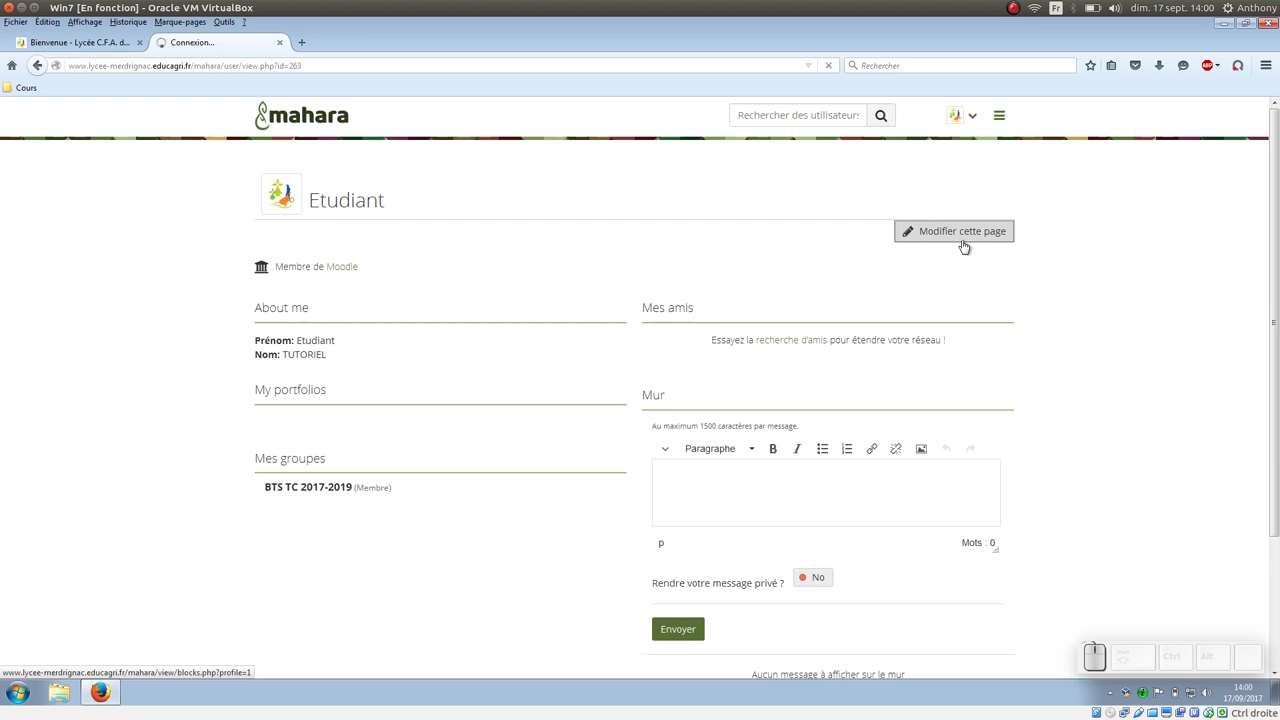 Win7 [En fonction] - Oracle VM VirtualBox
Fr
dim. 17 sept. 14:00
Anthony
Fichier Édition Affichage Historique Marque-pages Outils ?
Bienvenue - Lycée C.F.A. d... × Connexion... ×
www.lycee-merdrignac.educagri.fr/mahara/user/view.php?id=263
Rechercher
ABP
Cours
mahara
Rechercher des utilisateurs
Etudiant
Modifier cette page
Membre de Moodle
About me
Mes amis
Prénom: Etudiant
Nom: TUTORIEL
Essayez la recherche d'amis pour étendre votre réseau !
My portfolios
Mur
Au maximum 1500 caractères par message.
Paragraphe
Mes groupes
BTS TC 2017-2019 (Membre)
p
Mots : 0
Rendre votre message privé ?
No
Envoyer
Aucun message à afficher sur le mur
Ctrl
Alt
www.lycee-merdrignac.educagri.fr/mahara/view/blocks.php?profile=1
14:00
17/09/2017
Ctrl droite